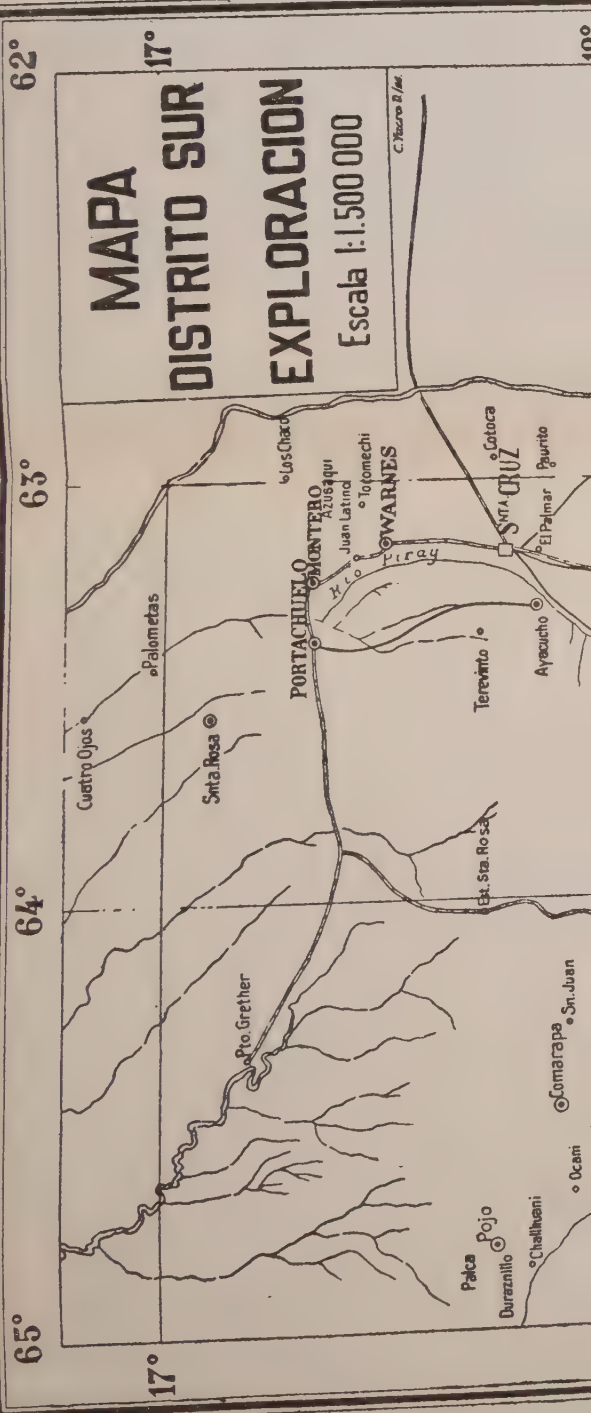 65°
64°
63°
62°
17°
17°
MAPA
DISTRITO SUR
EXPLORACION
Escala 1:1.500 000
Cuatro Ojos
Palometas
Snta. Rosa
Pto. Grether
Los Chaco
PORTACHUELO
MONTERO
Azusaqui
Juan Latino
Totomechi
WARNES
Rio Piray
Est. Sta. Rosa
Terevinto
SNTA. CRUZ
Cotoca
El Palmar
Paurito
Ayacucho
Palca
Pojo
Duraznillo
Challhuani
Ocani
Comarapa
Sn. Juan